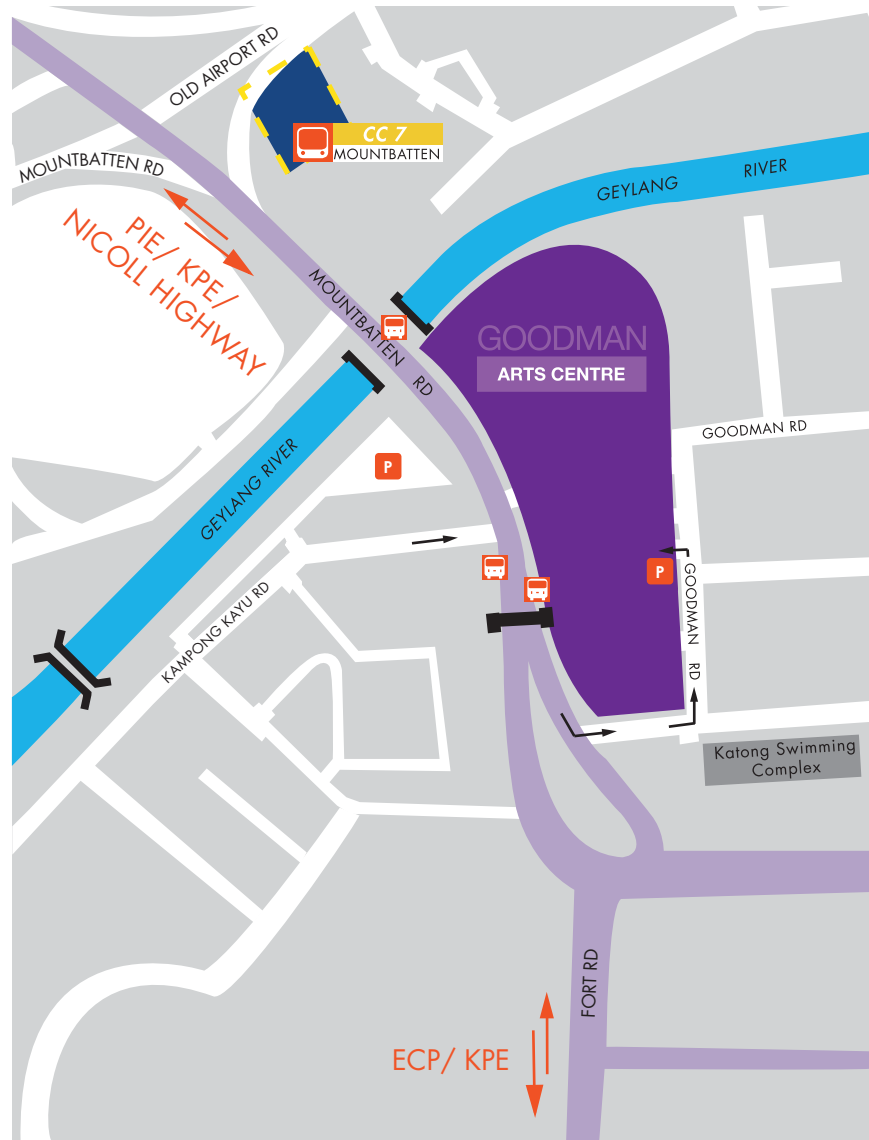 OLD AIRPORT RD
CC 7
MOUNTBATTEN
MOUNTBATTEN RD
GEYLANG RIVER
PIE/ KPE/
NICOLL HIGHWAY
MOUNTBATTEN RD
GOODMAN
ARTS CENTRE
GOODMAN RD
P
GEYLANG RIVER
P
GOODMAN RD
KAMPONG KAYU RD
Katong Swimming
Complex
FORT RD
ECP/ KPE